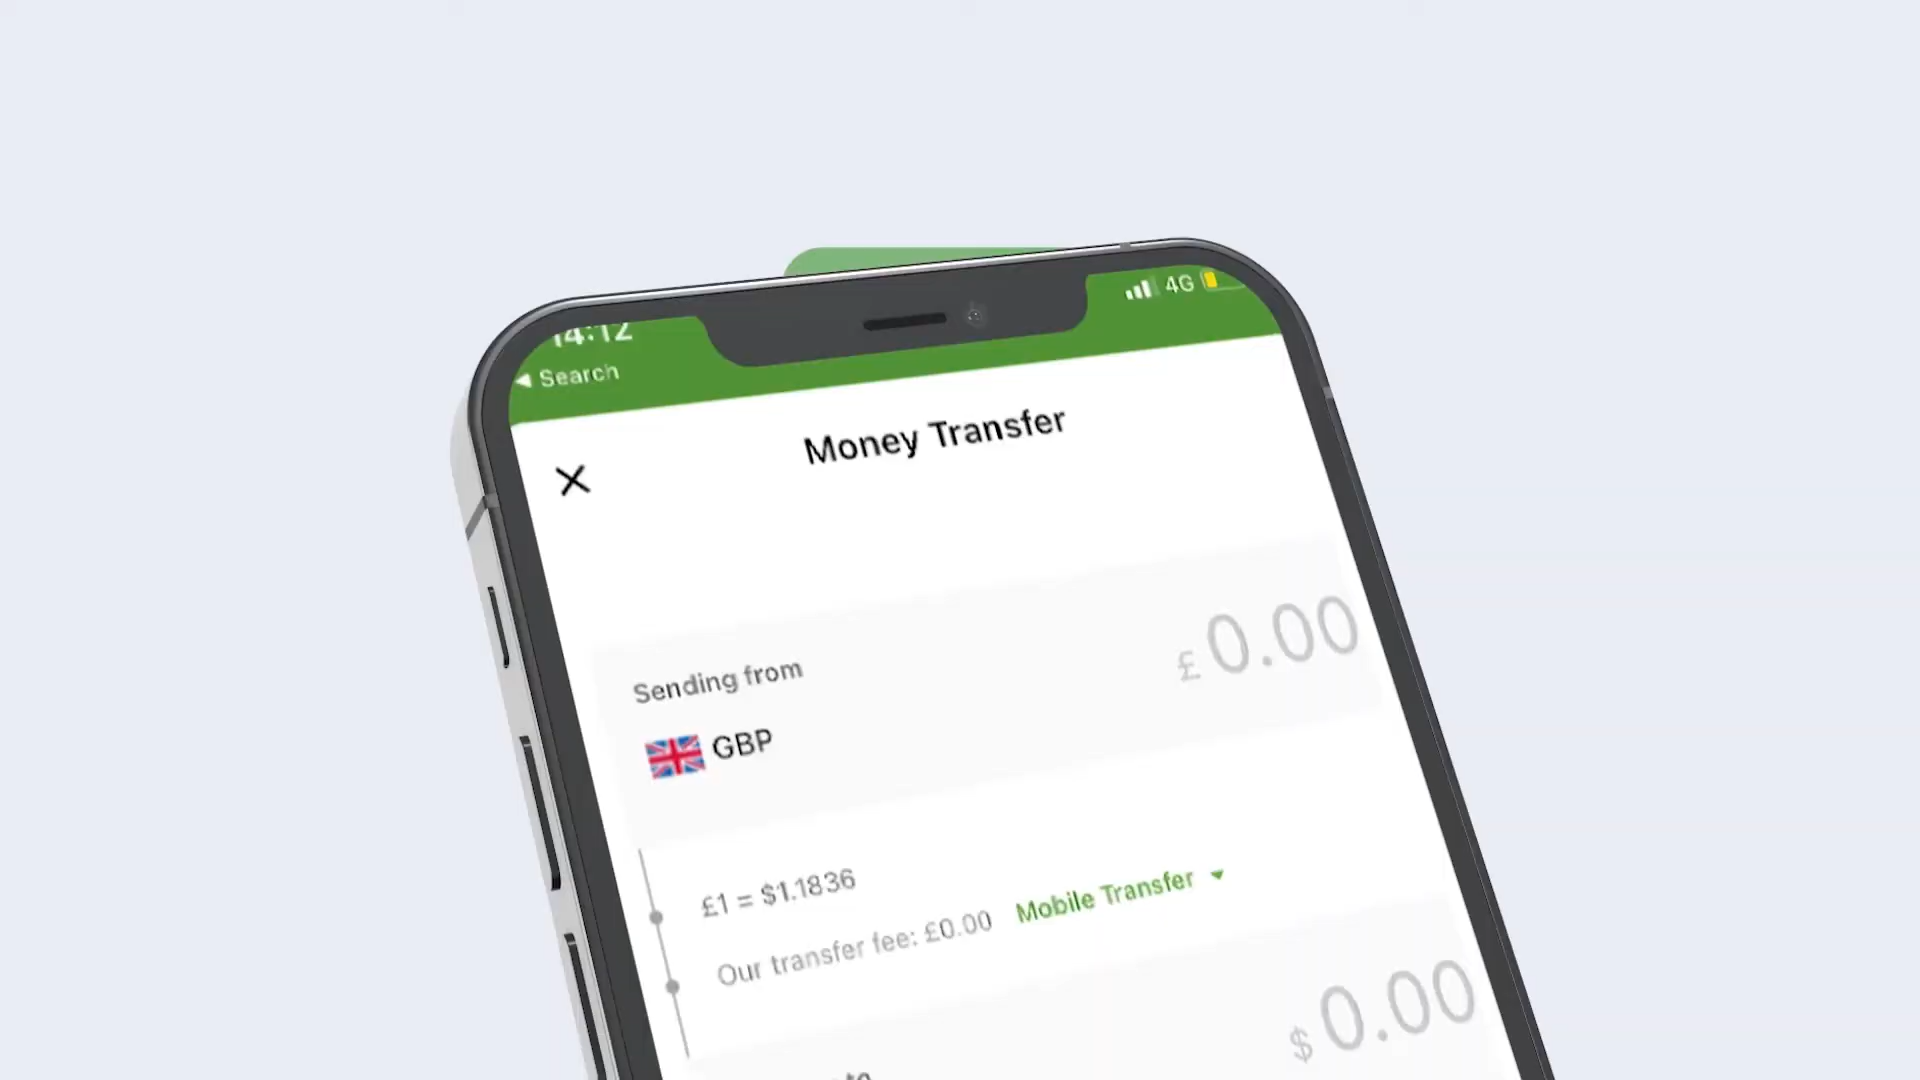 14:12
4G
◀ Search
Money Transfer
Sending from
£ 0.00
GBP
£1 = $1.1836
Our transfer fee: £0.00 Mobile Transfer
$ 0.00